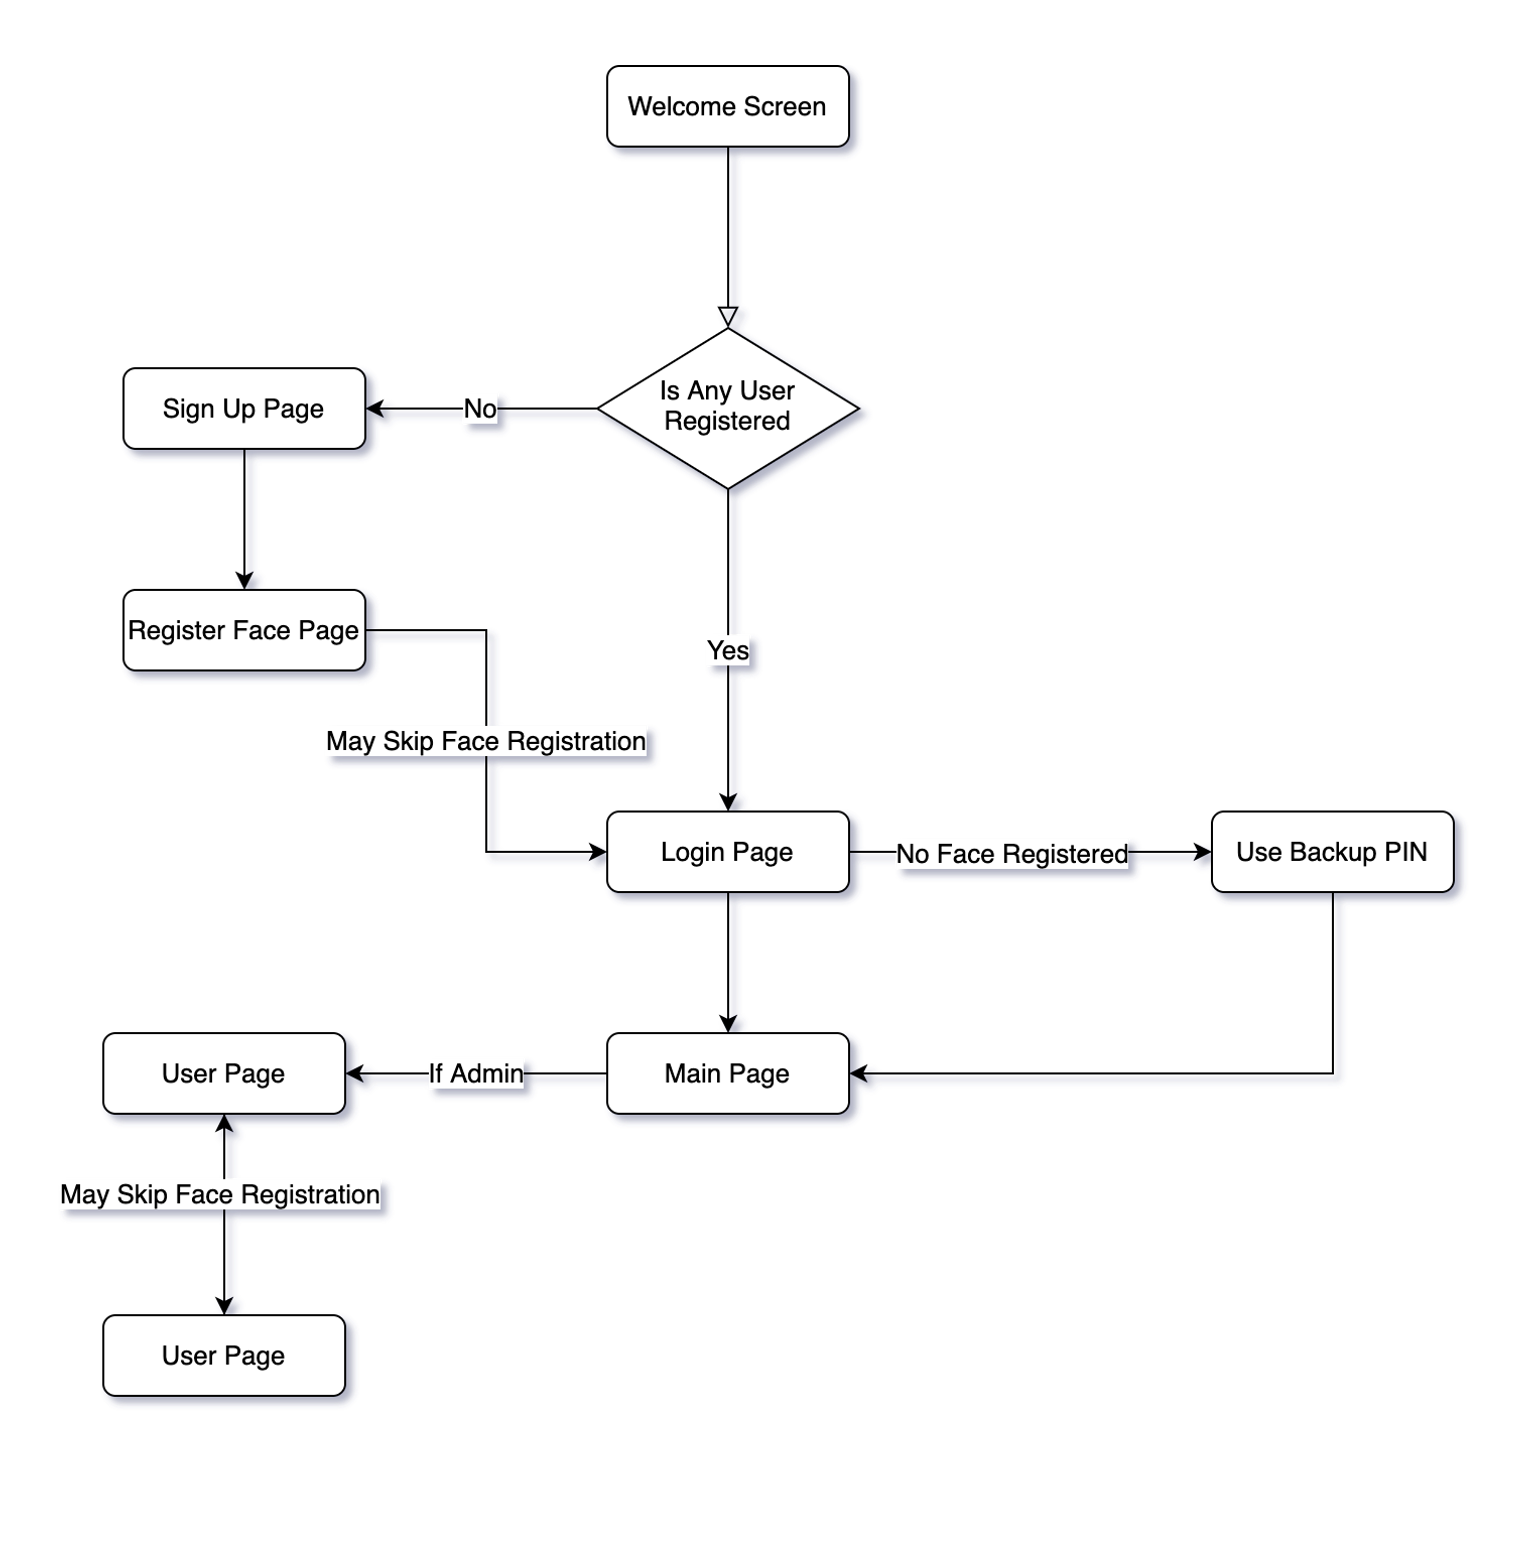 Welcome Screen
Is Any User
Registered
No
Sign Up Page
Register Face Page
Yes
May Skip Face Registration
Login Page
No Face Registered
Use Backup PIN
User Page
If Admin
Main Page
May Skip Face Registration
User Page